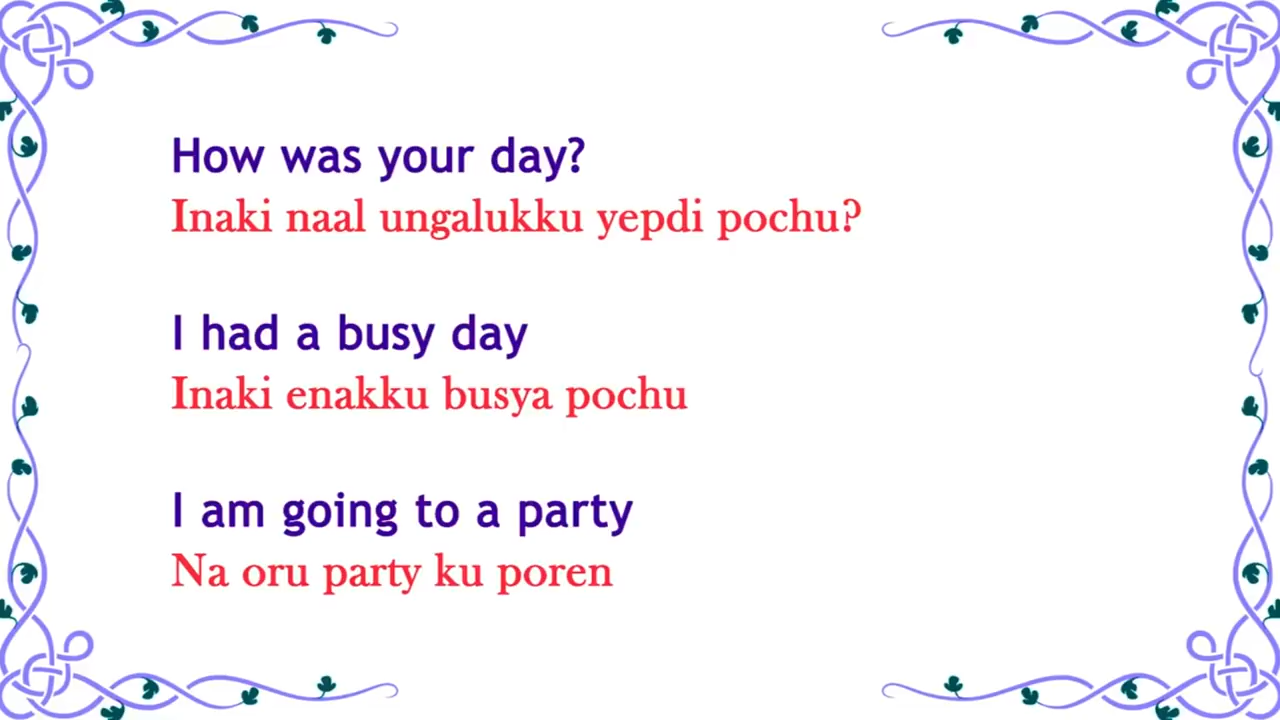 How was your day?
Inaki naal ungalukku yepdi pochu?
I had a busy day
Inaki enakku busya pochu
I am going to a party
Na oru party ku poren